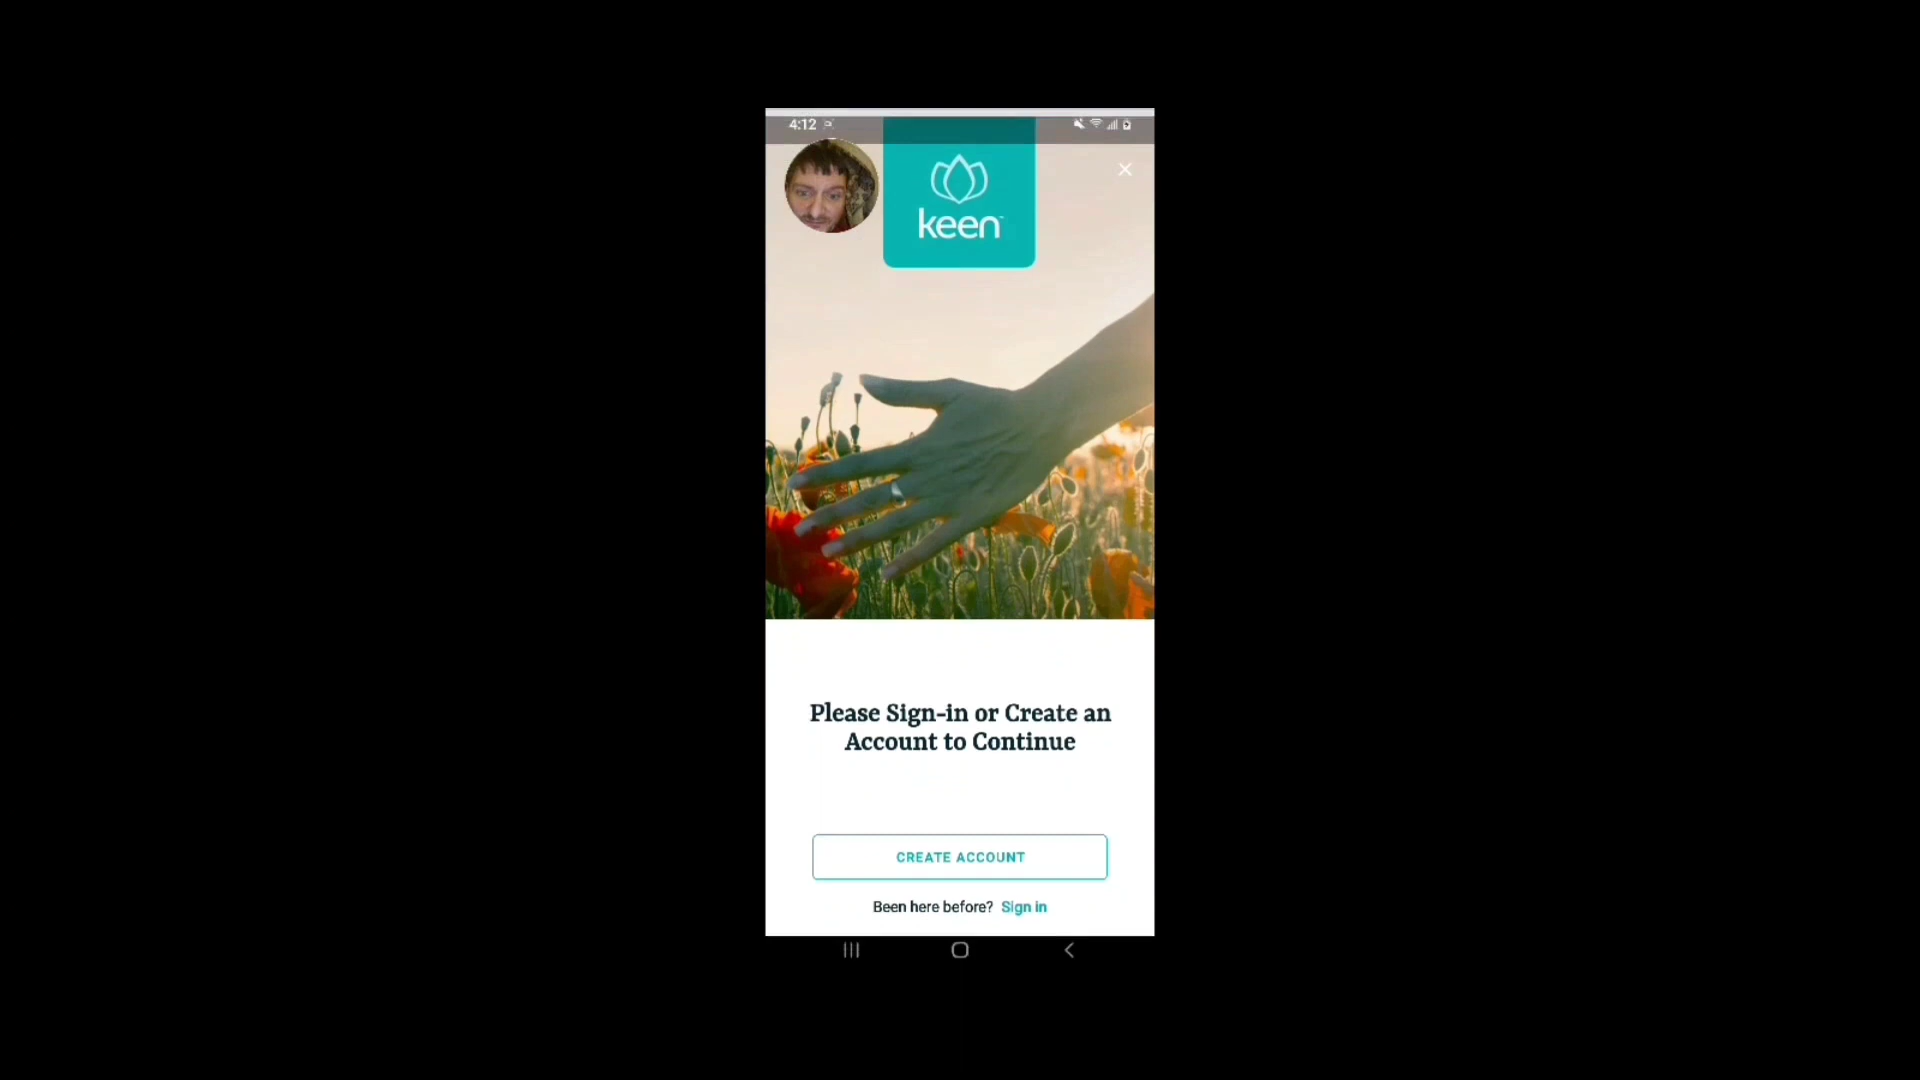 4:12
keen
Please Sign-in or Create an
Account to Continue
CREATE ACCOUNT
Been here before? Sign in